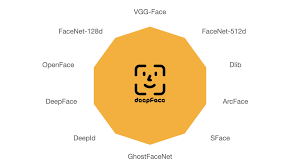 VGG-Face
FaceNet-128d
FaceNet-512d
OpenFace
Dlib
deepFace
DeepFace
ArcFace
DeepId
SFace
GhostFaceNet